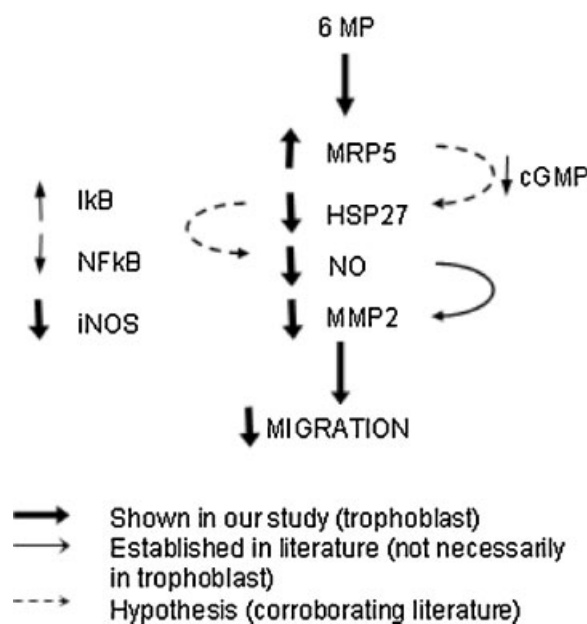 6 MP
MRP5
cGMP
IkB
HSP27
NFkB
NO
iNOS
MMP2
MIGRATION
Shown in our study (trophoblast)
Established in literature (not necessarily
in trophoblast)
Hypothesis (corroborating literature)